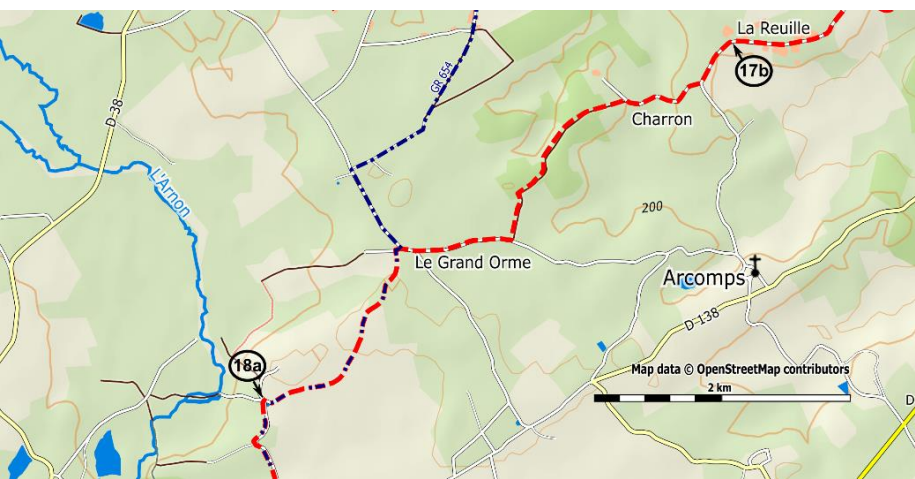 La Reuille
17b
GR 654
D-38
Charron
L'Arnon
200
Le Grand Orme
Arcomps
D 138
18a
Map data © OpenStreetMap contributors
2 km
D